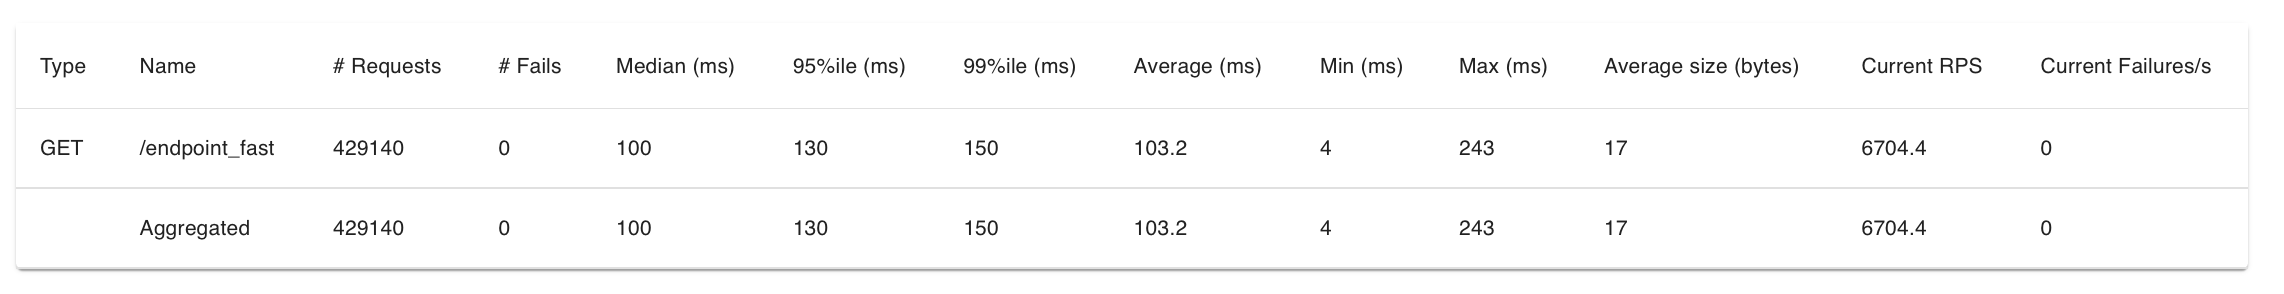 Type Name # Requests # Fails Median (ms) 95%ile (ms) 99%ile (ms) Average (ms) Min (ms) Max (ms) Average size (bytes) Current RPS Current Failures/s
GET /endpoint_fast 429140 0 100 130 150 103.2 4 243 17 6704.4 0
Aggregated 429140 0 100 130 150 103.2 4 243 17 6704.4 0